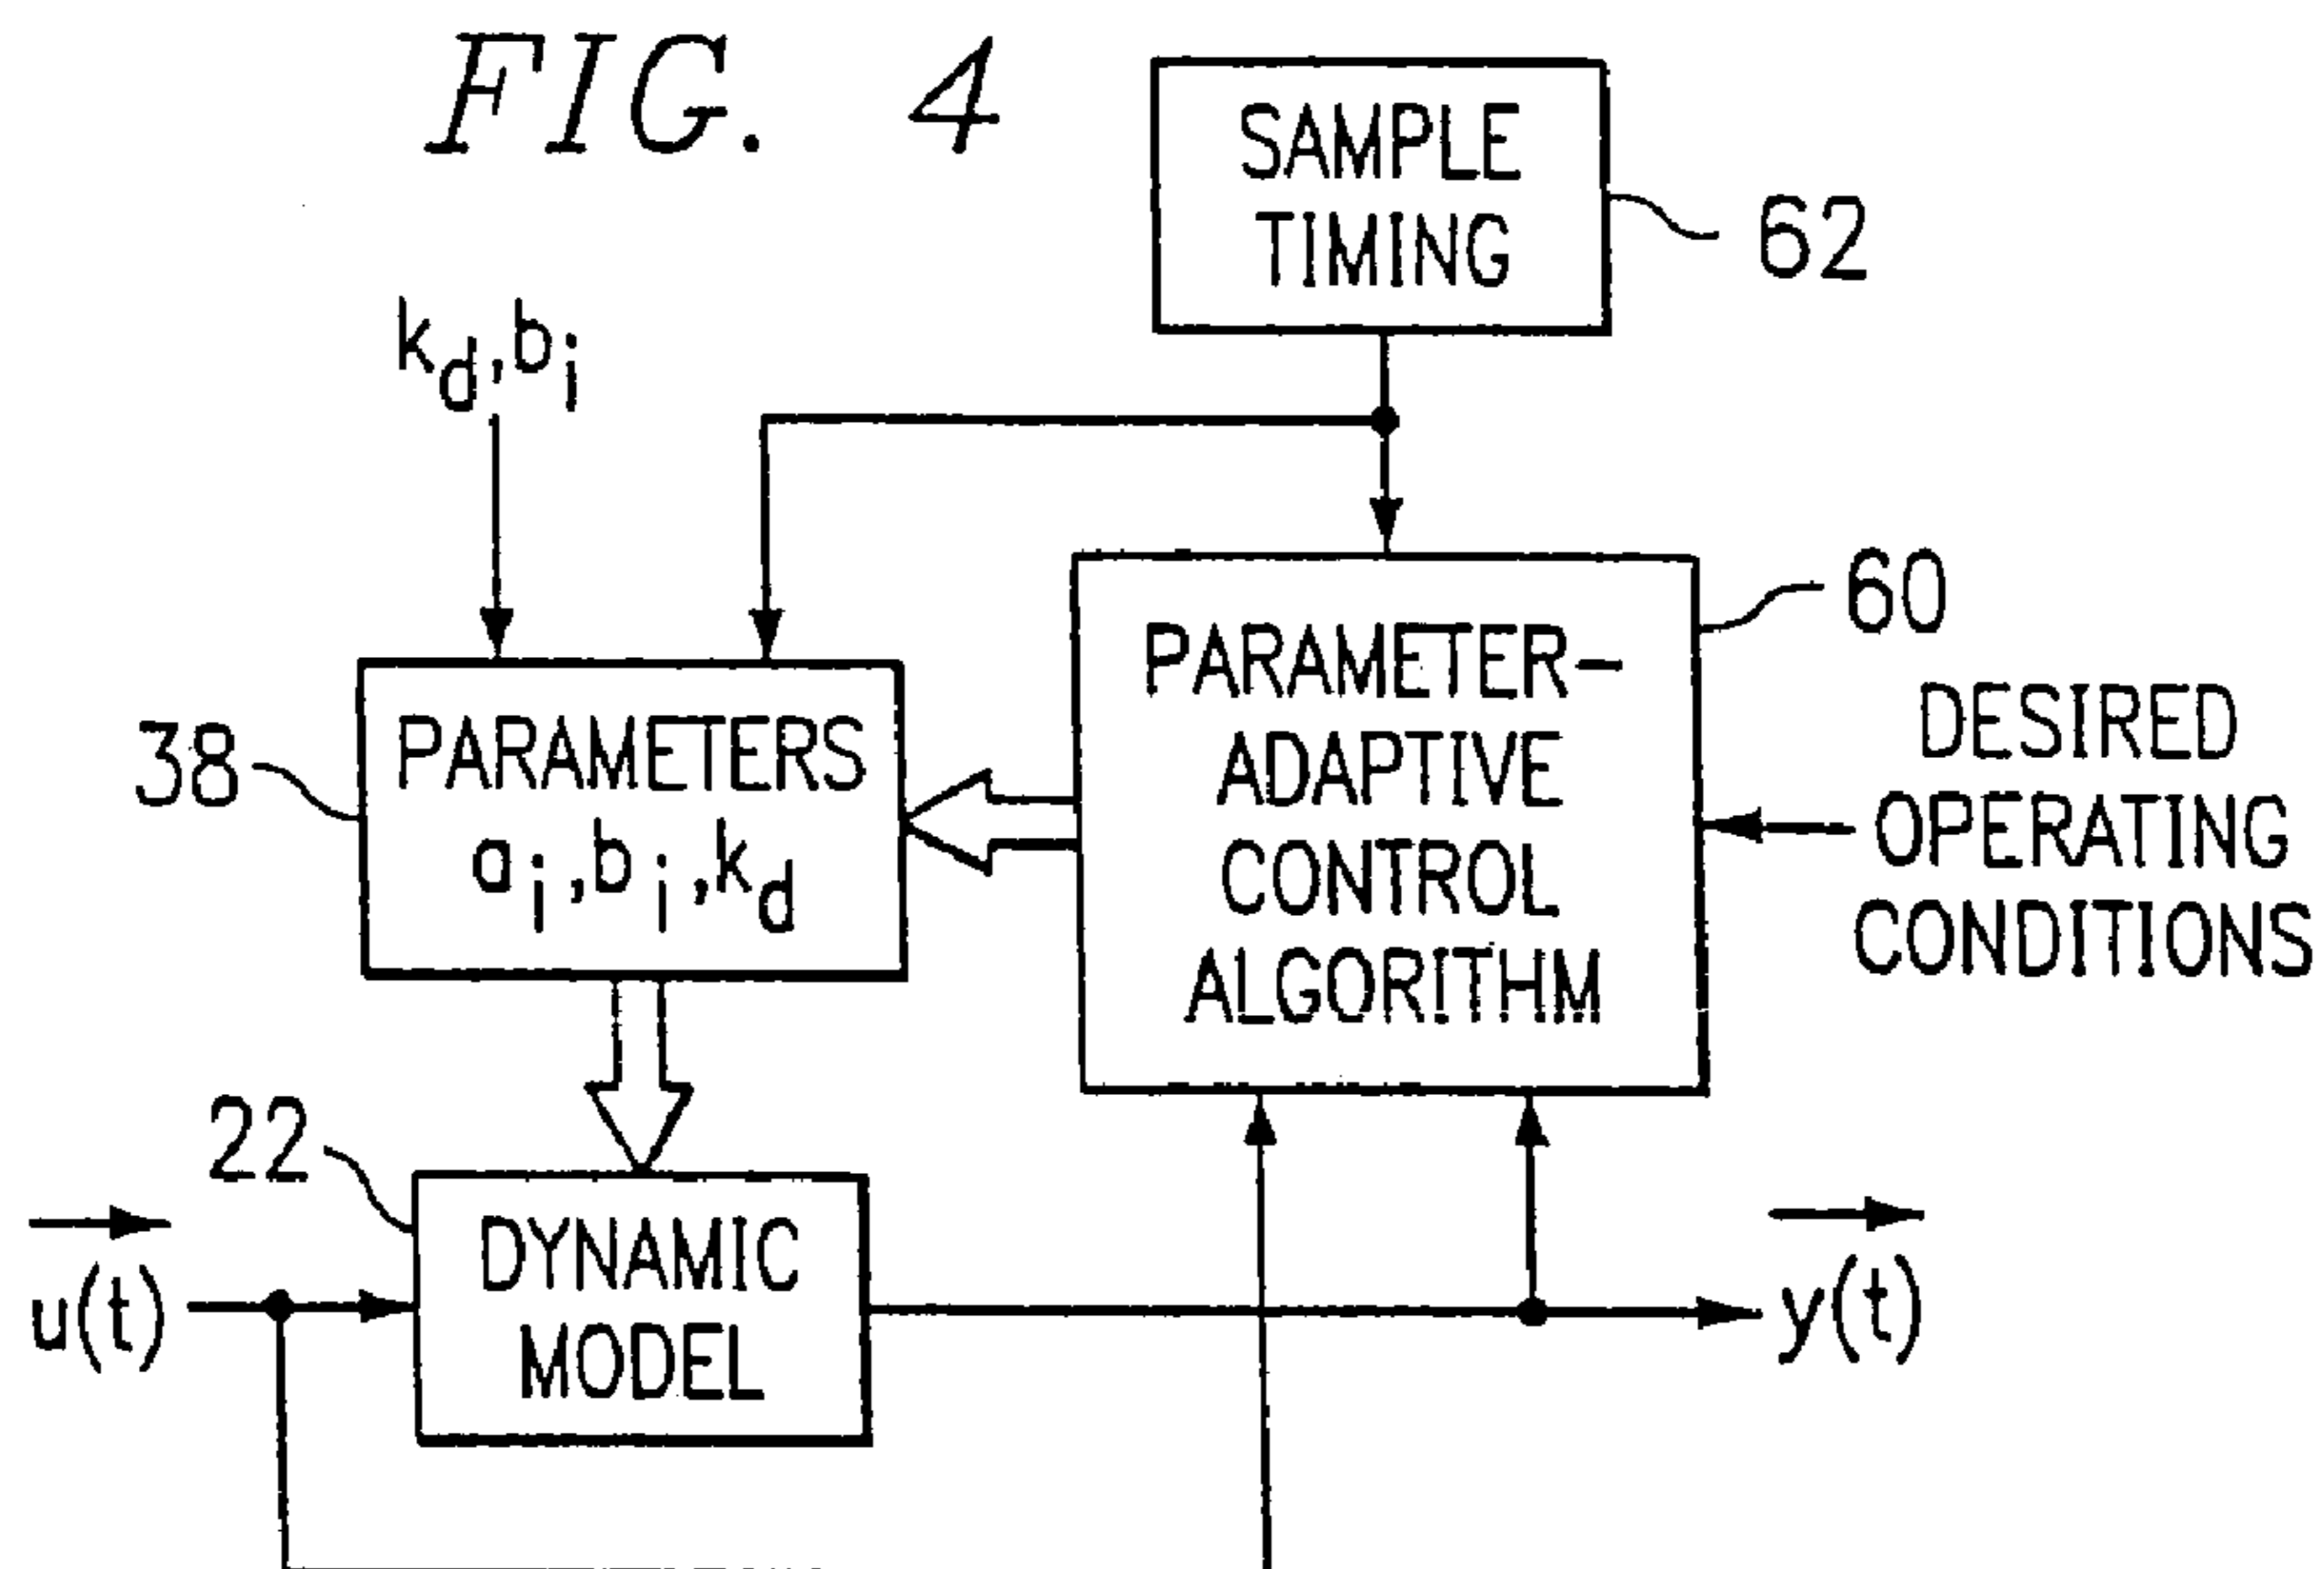 FIG. 4
SAMPLE
TIMING
62
k_d,b_i
60
PARAMETER-
ADAPTIVE
CONTROL
ALGORITHM
DESIRED
OPERATING
CONDITIONS
38
PARAMETERS
a_i,b_i,k_d
22
DYNAMIC
MODEL
u(t)
y(t)